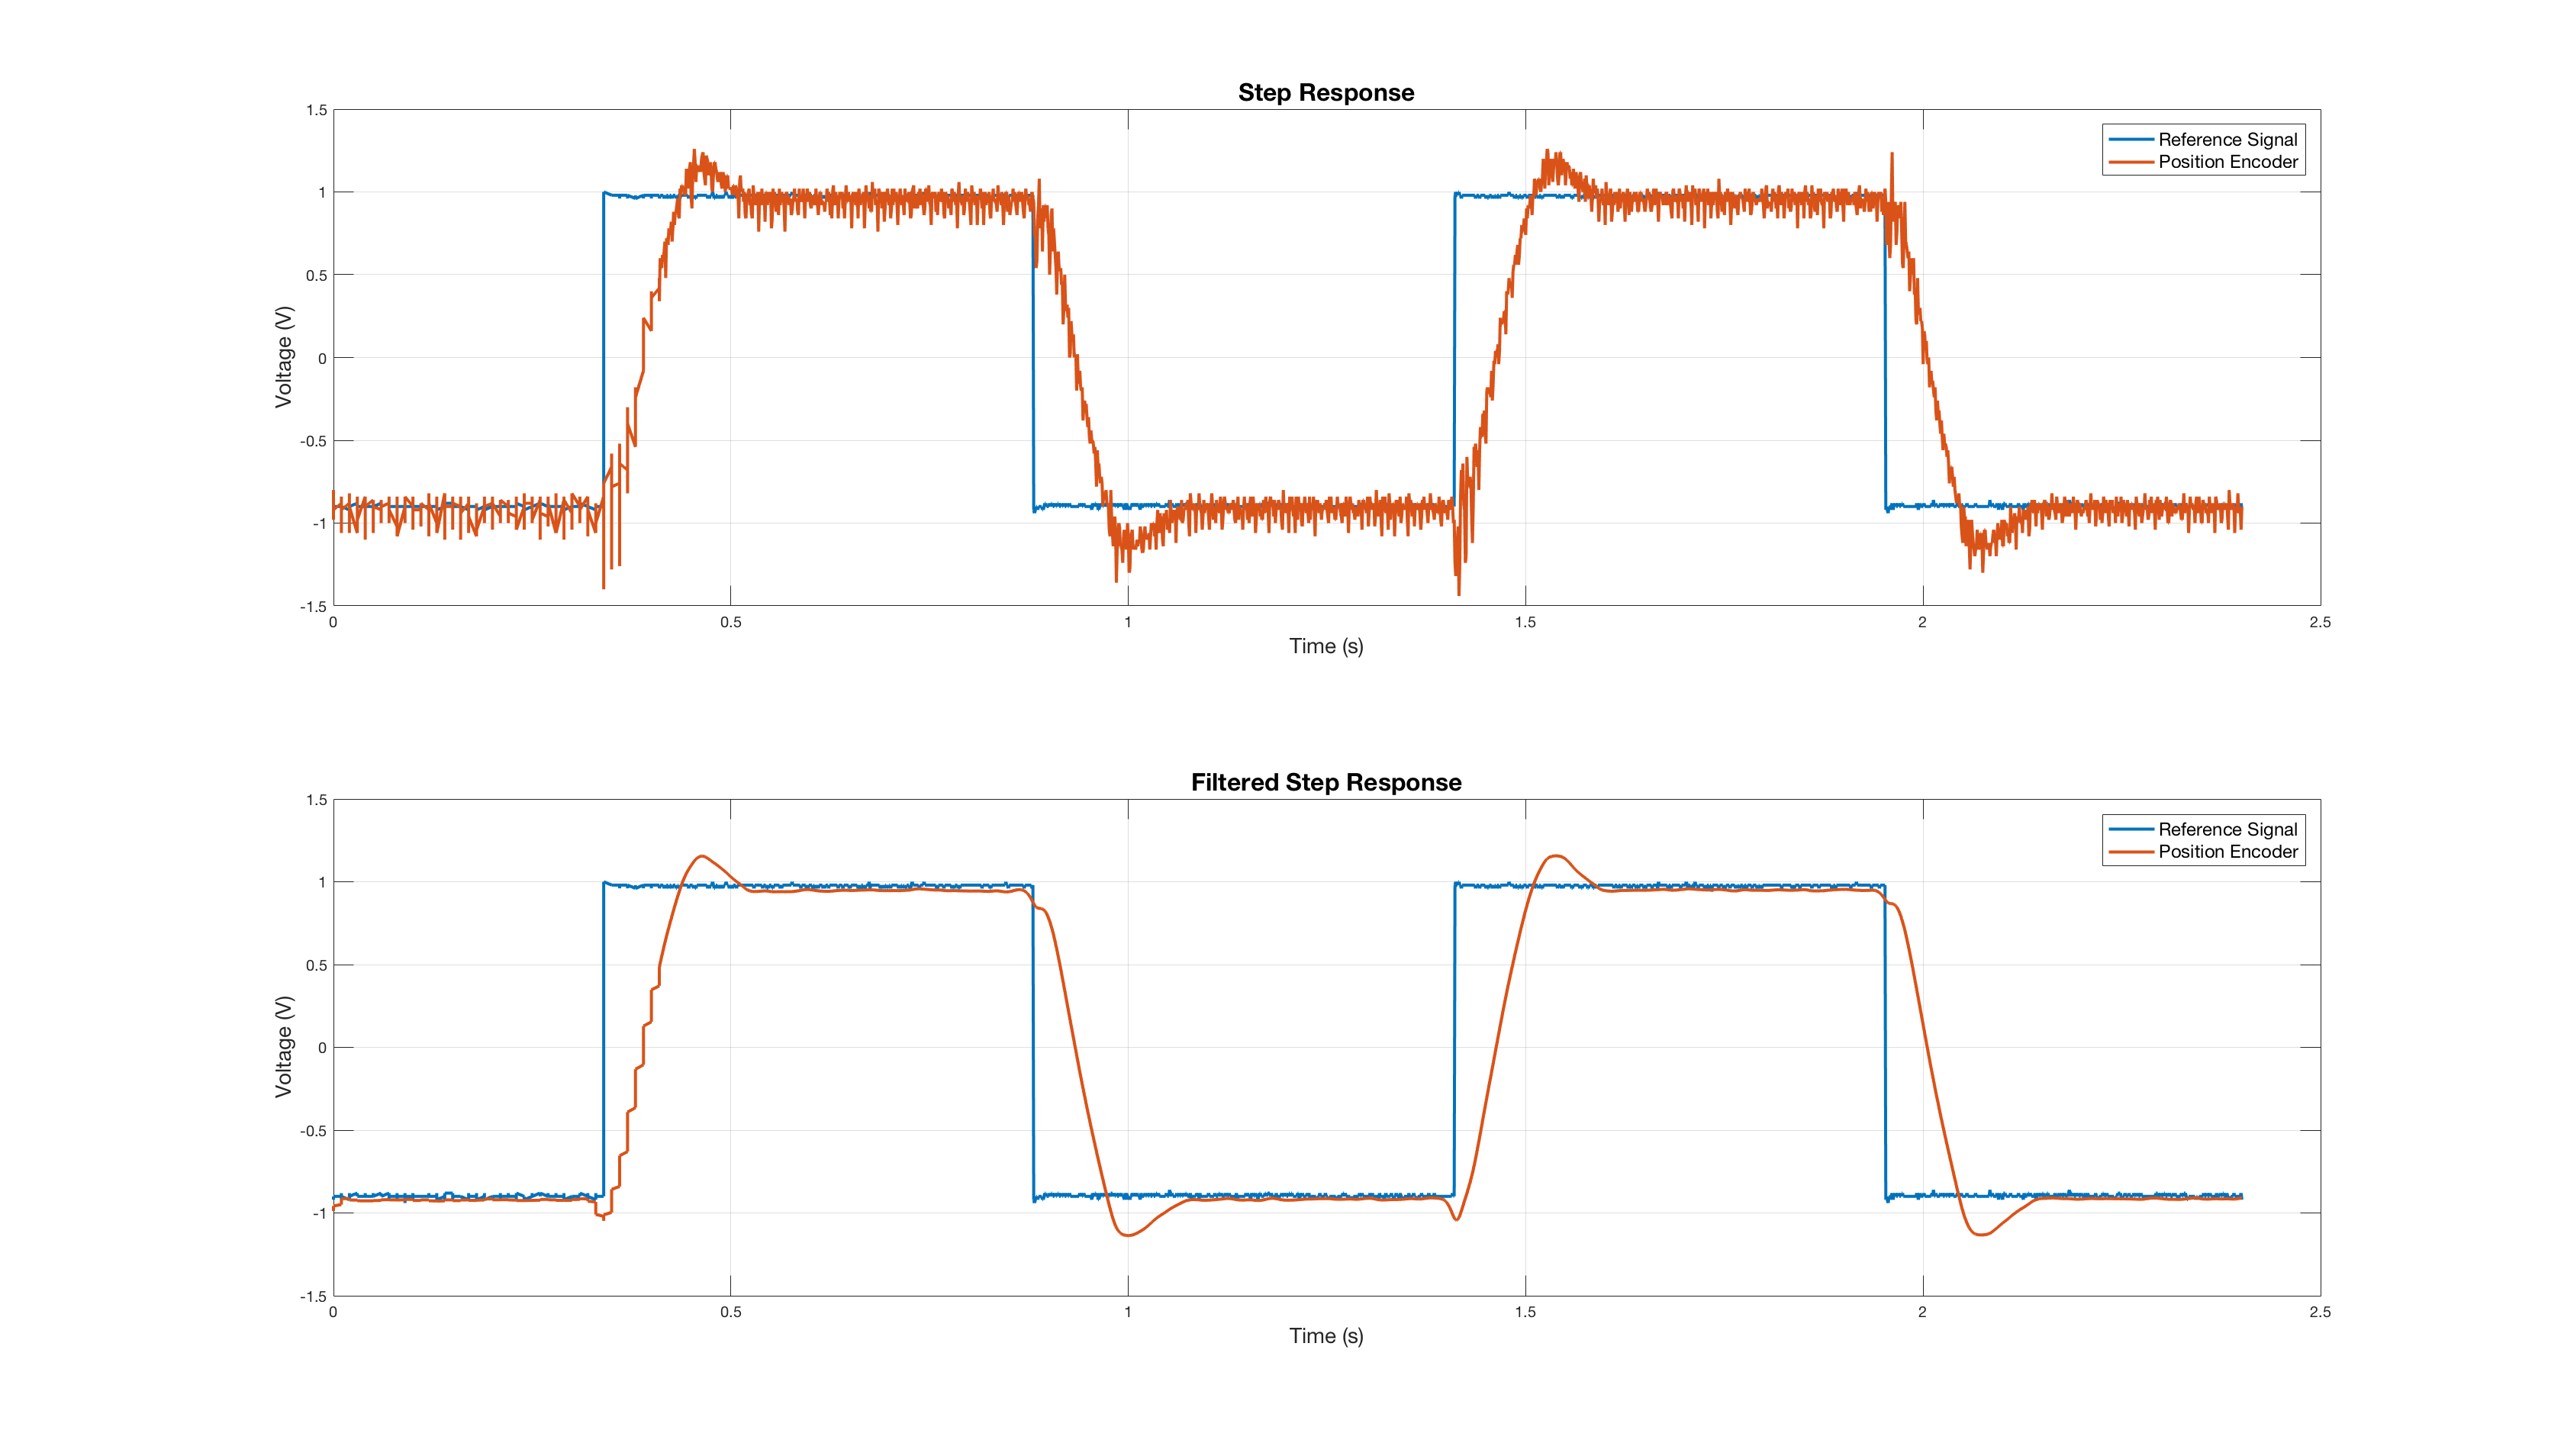 Step Response
1.5
1
0.5
0
-0.5
-1
-1.5
Voltage (V)
Reference Signal
Position Encoder
0 0.5 1 1.5 2 2.5
Time (s)
Filtered Step Response
1.5
1
0.5
0
-0.5
-1
-1.5
Voltage (V)
Reference Signal
Position Encoder
0 0.5 1 1.5 2 2.5
Time (s)